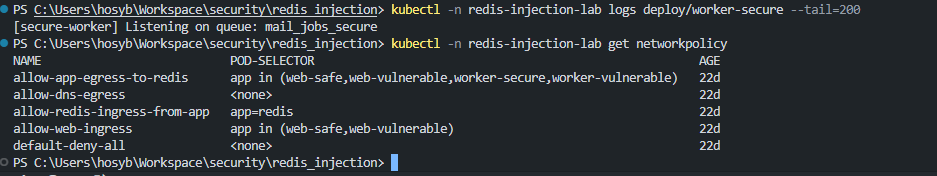 PS C:\Users\hosyb\Workspace\security\redis_injection> kubectl -n redis-injection-lab logs deploy/worker-secure --tail=200
[secure-worker] Listening on queue: mail_jobs_secure
PS C:\Users\hosyb\Workspace\security\redis_injection> kubectl -n redis-injection-lab get networkpolicy
NAME POD-SELECTOR AGE
allow-app-egress-to-redis app in (web-safe,web-vulnerable,worker-secure,worker-vulnerable) 22d
allow-dns-egress <none> 22d
allow-redis-ingress-from-app app=redis 22d
allow-web-ingress app in (web-safe,web-vulnerable) 22d
default-deny-all <none> 22d
PS C:\Users\hosyb\Workspace\security\redis_injection>